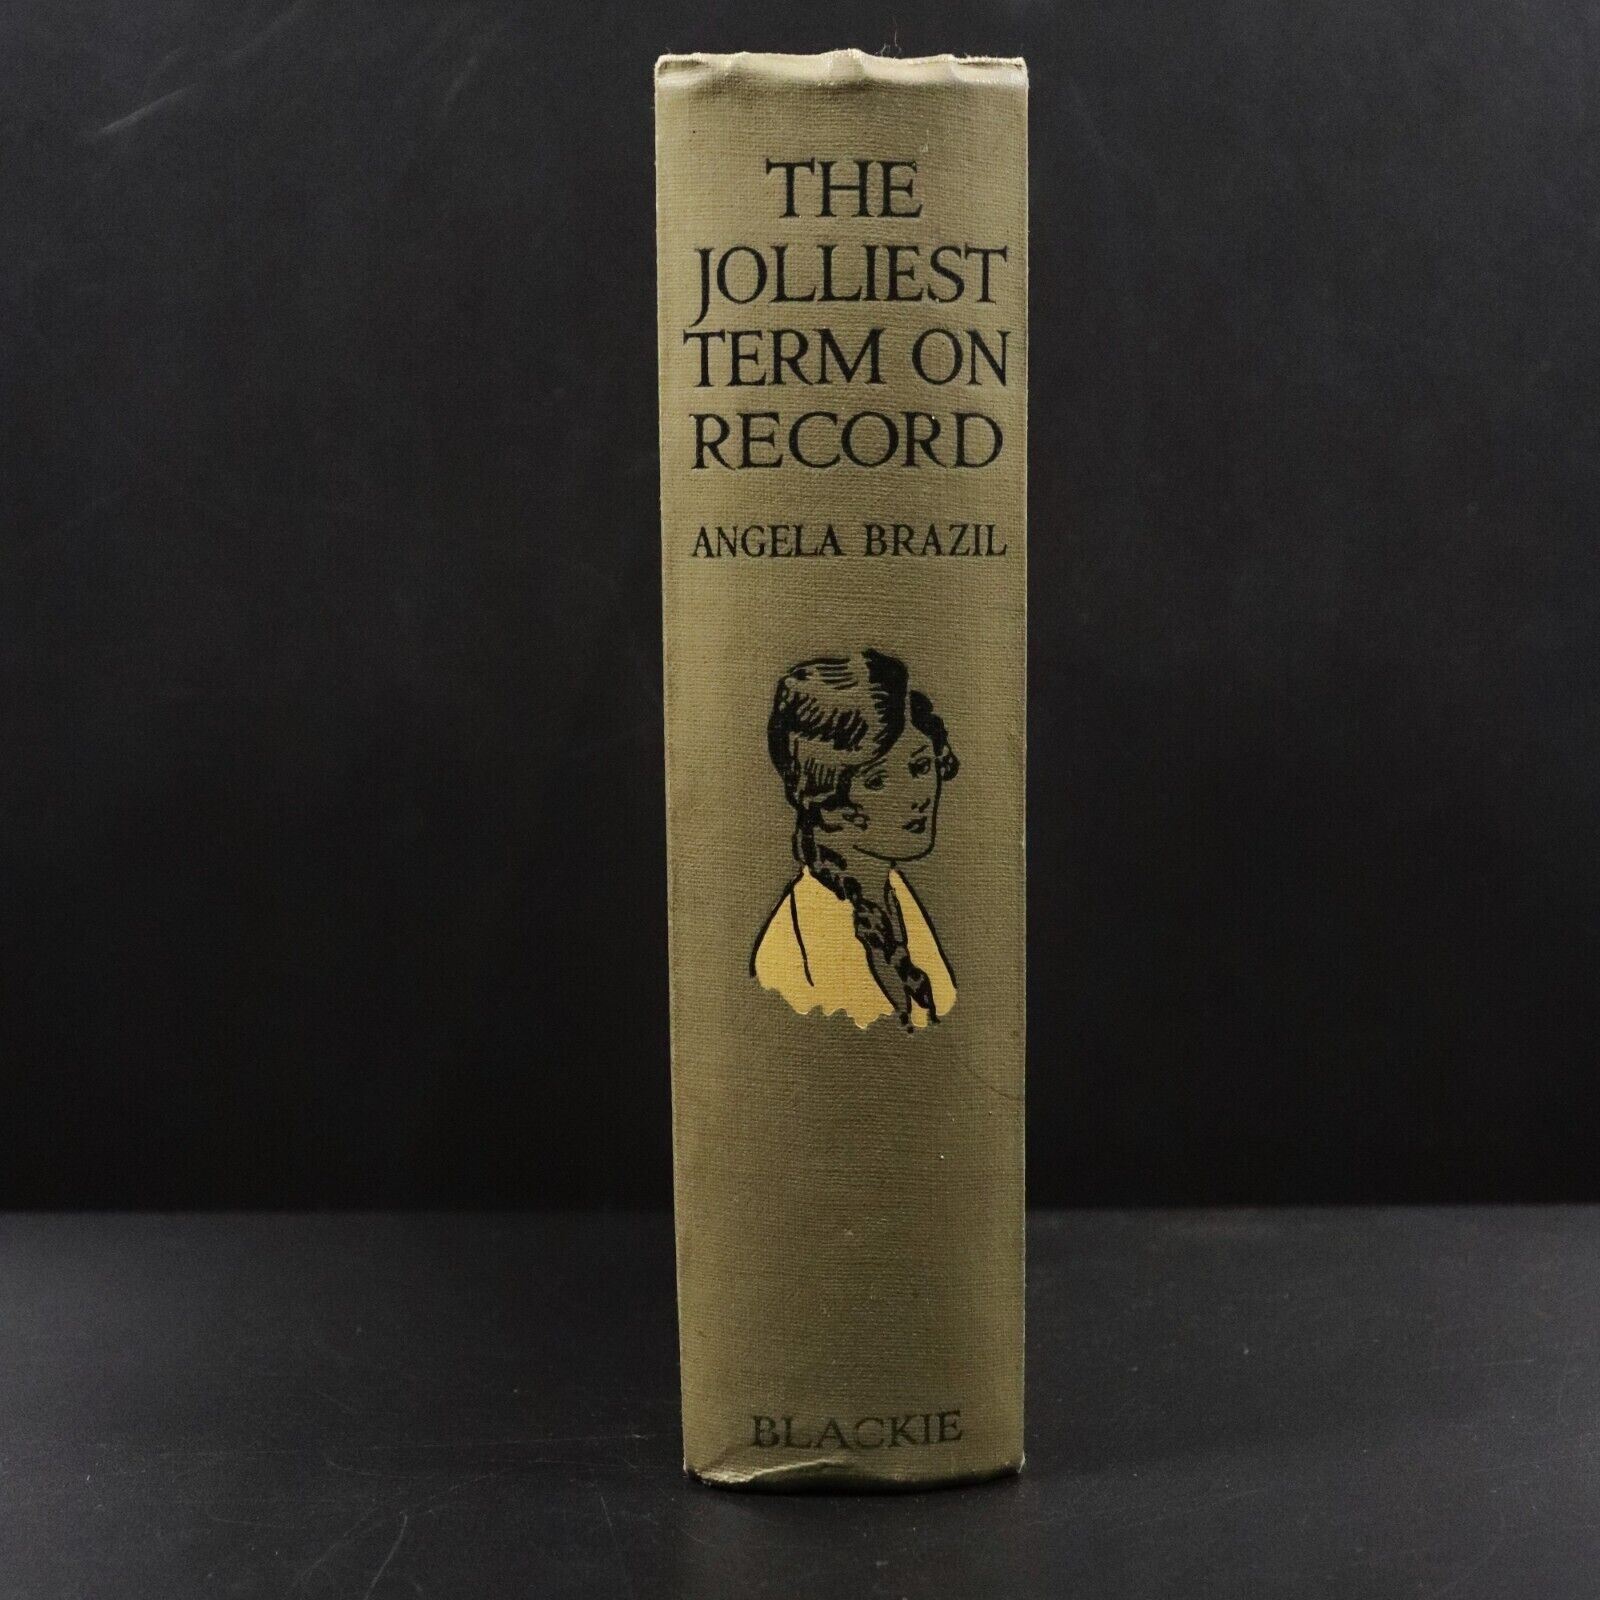 THE
JOLLIEST
TERM ON
RECORD
ANGELA BRAZIL
BLACKIE